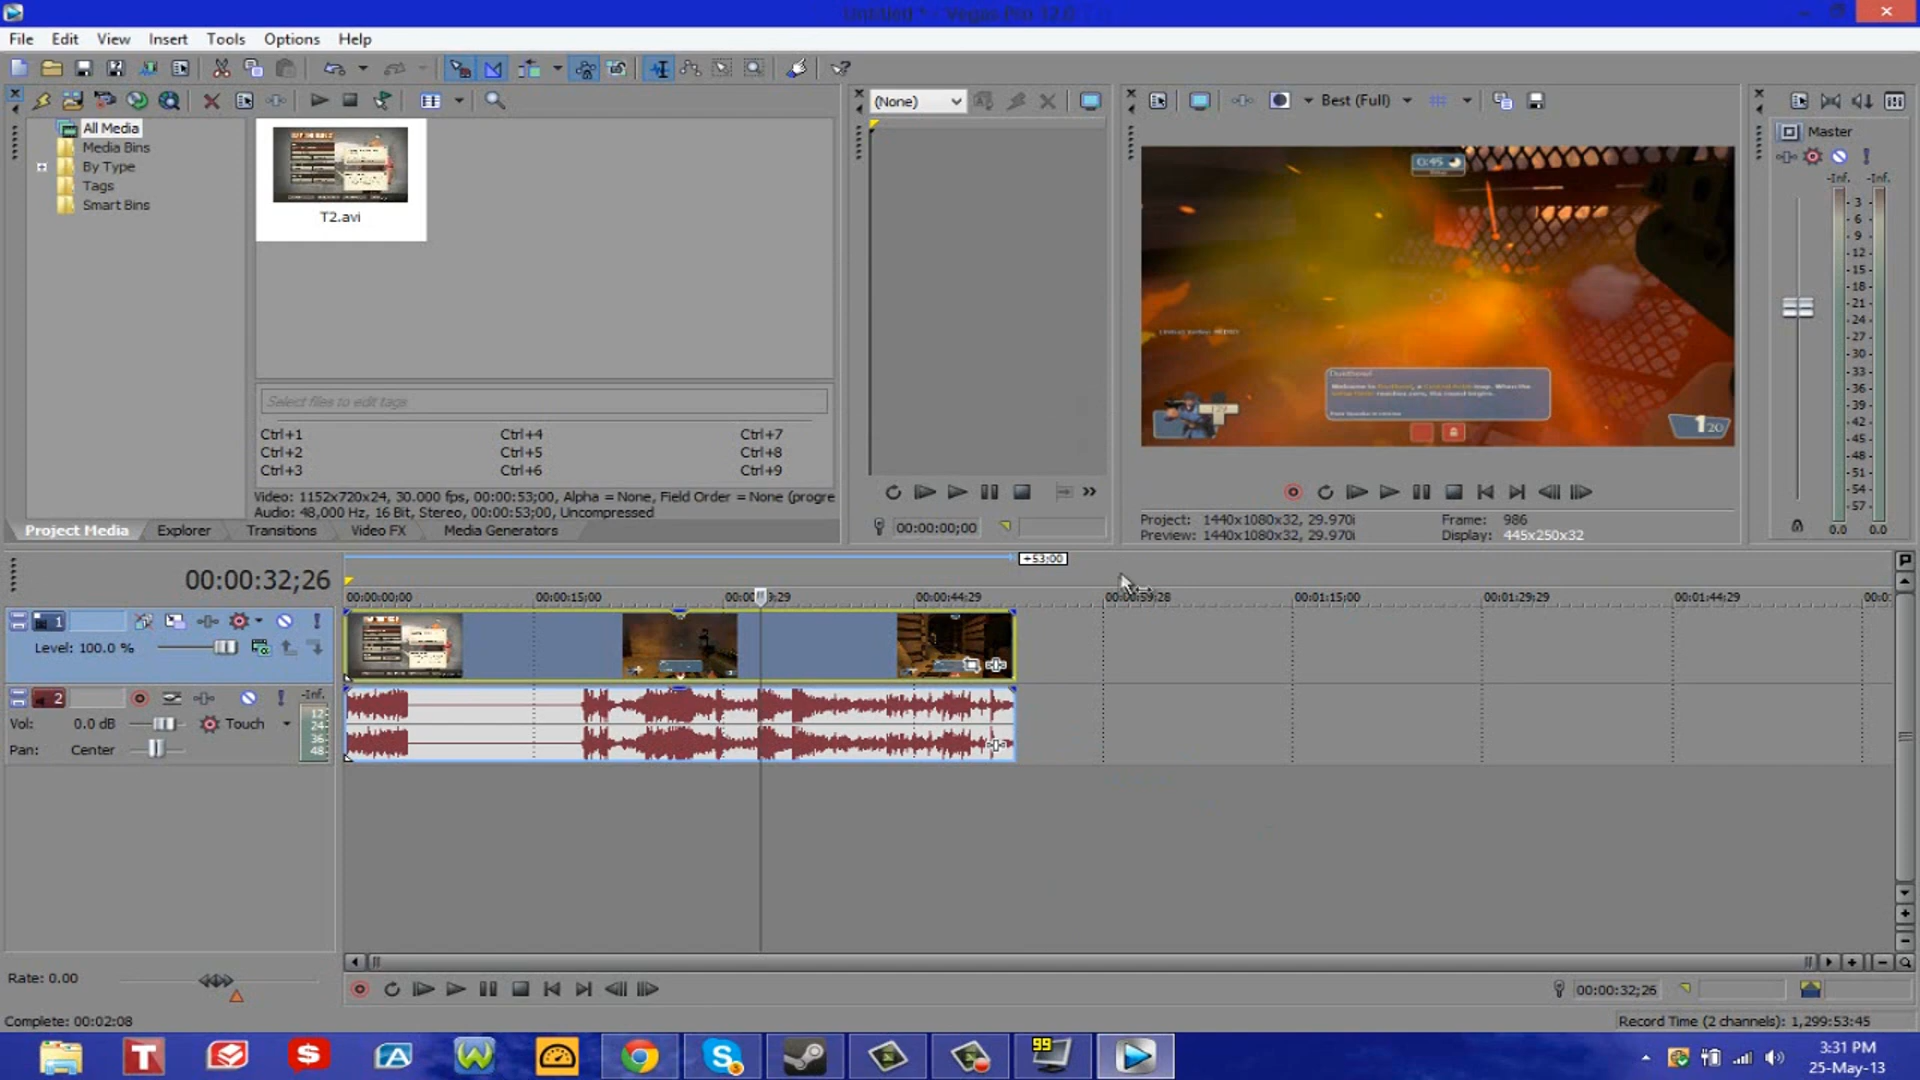 Untitled * - Vegas Pro 12.0
File Edit View Insert Tools Options Help
(None)
Best (Full)
All Media
Media Bins
By Type
Tags
Smart Bins
T2.avi
Master
-Inf. -Inf.
3
6
9
12
15
18
21
24
27
30
33
36
39
42
45
48
51
54
57
0.0 0.0
0:45
1 20
Select files to edit tags
Ctrl+1 Ctrl+4 Ctrl+7
Ctrl+2 Ctrl+5 Ctrl+8
Ctrl+3 Ctrl+6 Ctrl+9
Video: 1152x720x24, 30.000 fps, 00:00:53;00, Alpha = None, Field Order = None (progre
Audio: 48,000 Hz, 16 Bit, Stereo, 00:00:53;00, Uncompressed
Project Media Explorer Transitions Video FX Media Generators
00:00:00;00
Project: 1440x1080x32, 29.970i Frame: 986
Preview: 1440x1080x32, 29.970i Display: 445x250x32
00:00:32;26
+53;00
00:00:00;00 00:00:15;00 00:00:44;29 00:00:59;28 00:01:15;00 00:01:29;29 00:01:44;29
1
Level: 100.0 %
2
-Inf.
12
24
36
48
Vol: 0.0 dB Touch
Pan: Center
Rate: 0.00
00:00:32;26
Complete: 00:02:08
Record Time (2 channels): 1,299:53:45
99
3:31 PM
25-May-13